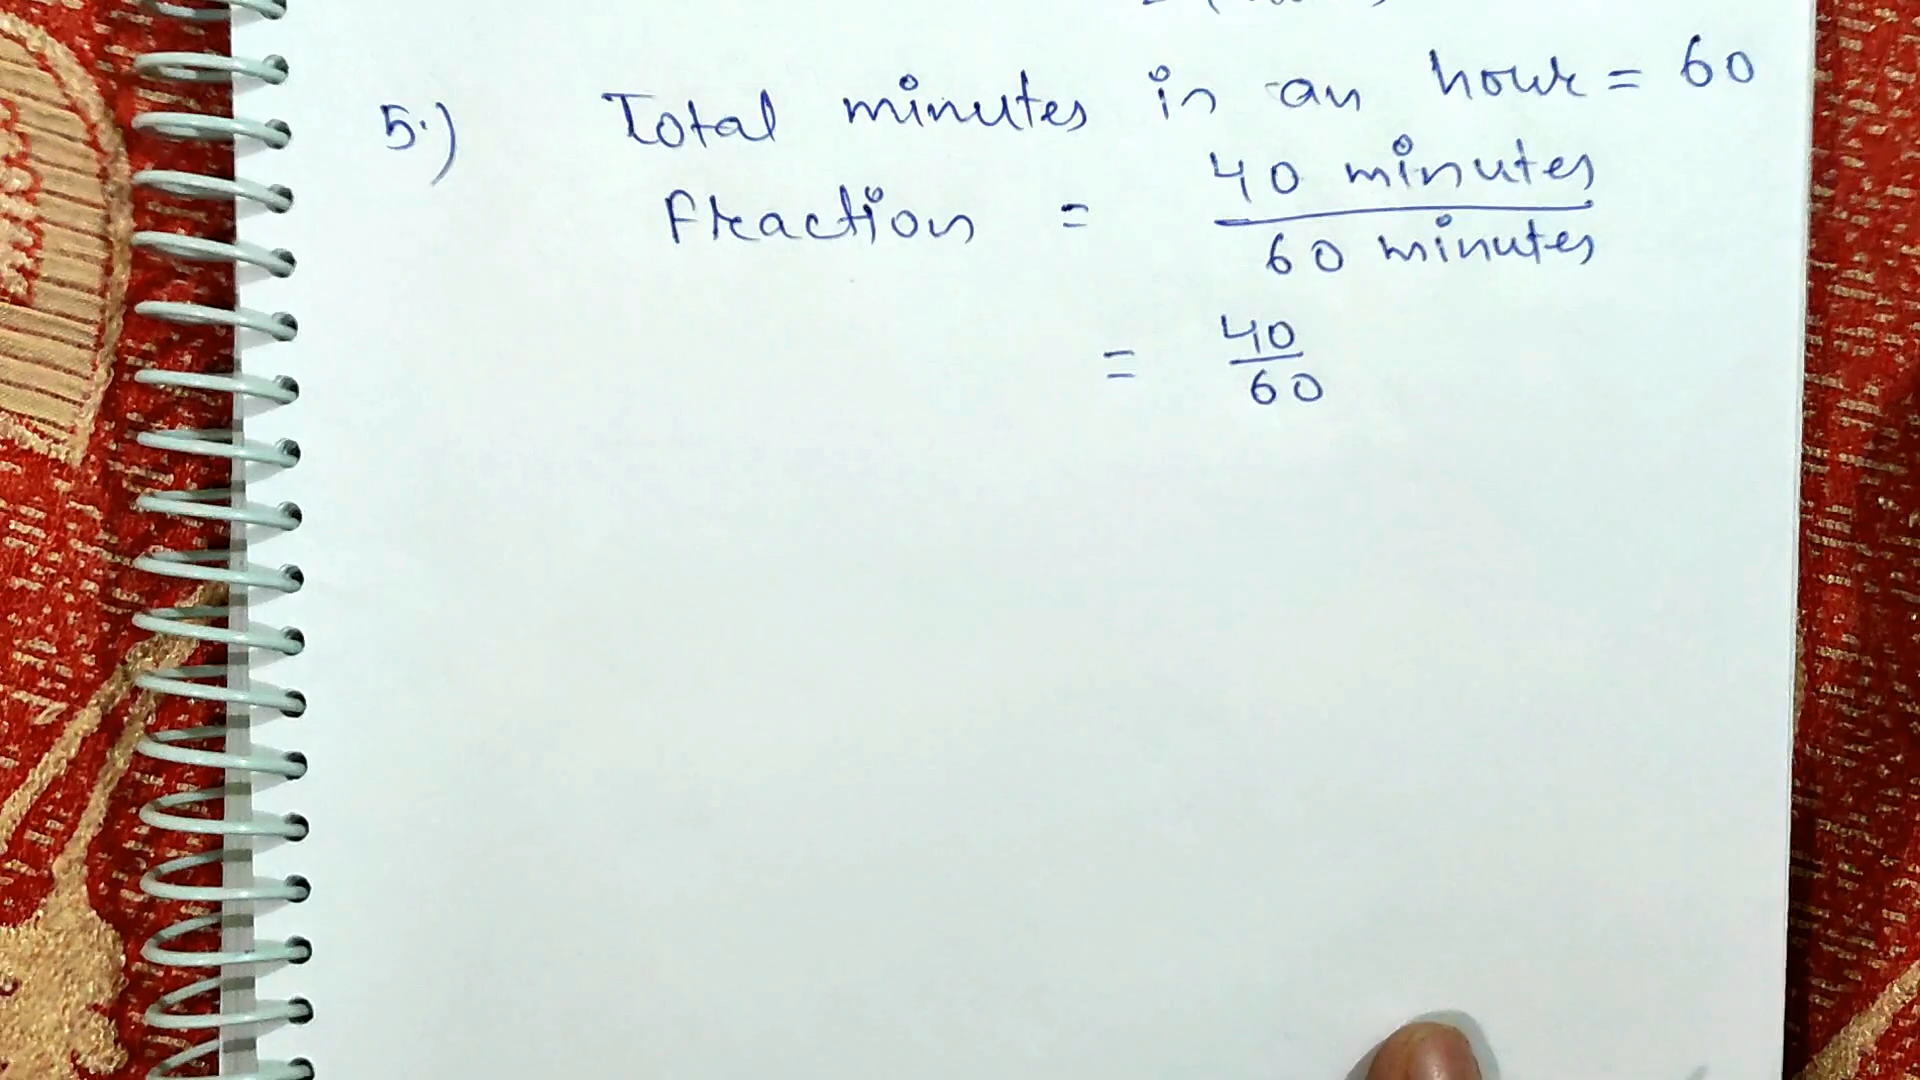 5.) Total minutes in an hour = 60
Fraction = 40 minutes / 60 minutes
= 40 / 60